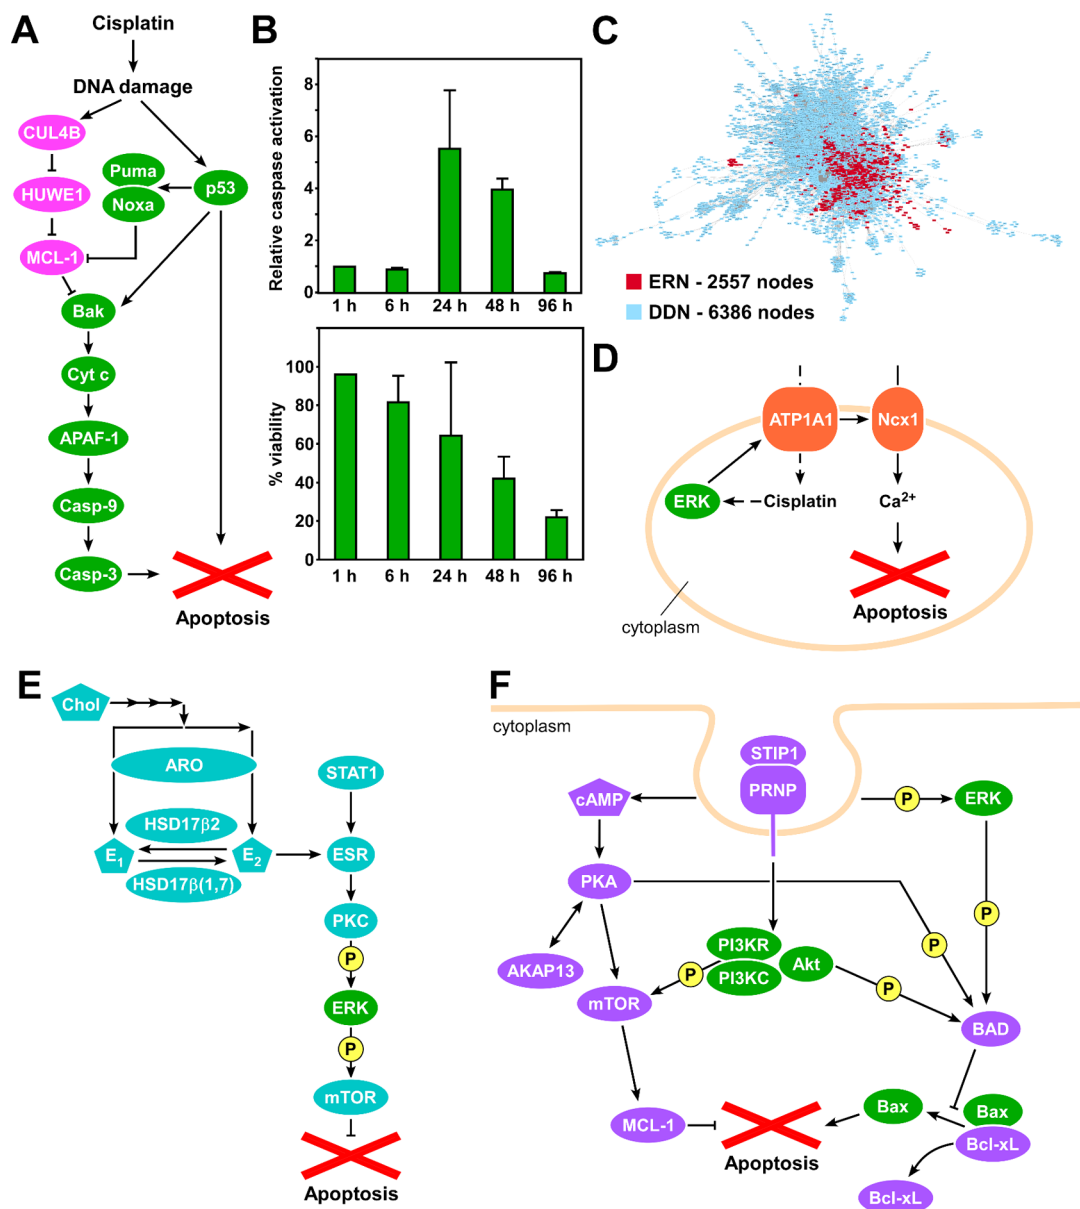 A
Cisplatin
DNA damage
CUL4B
HUWE1
MCL-1
Puma
Noxa
p53
Bak
Cyt c
APAF-1
Casp-9
Casp-3
Apoptosis
B
Relative caspase activation
8
6
4
2
0
1 h 6 h 24 h 48 h 96 h
% viability
100
80
60
40
20
0
1 h 6 h 24 h 48 h 96 h
C
ERN - 2557 nodes
DDN - 6386 nodes
D
ATP1A1
Ncx1
ERK
Cisplatin
Ca²⁺
Apoptosis
cytoplasm
E
Chol
ARO
HSD17β2
E₁
E₂
HSD17β(1,7)
STAT1
ESR
PKC
P
ERK
P
mTOR
Apoptosis
F
cytoplasm
STIP1
PRNP
cAMP
P
ERK
PKA
P
AKAP13
PI3KR
PI3KC
Akt
P
P
P
mTOR
BAD
MCL-1
Apoptosis
Bax
Bax
Bcl-xL
Bcl-xL